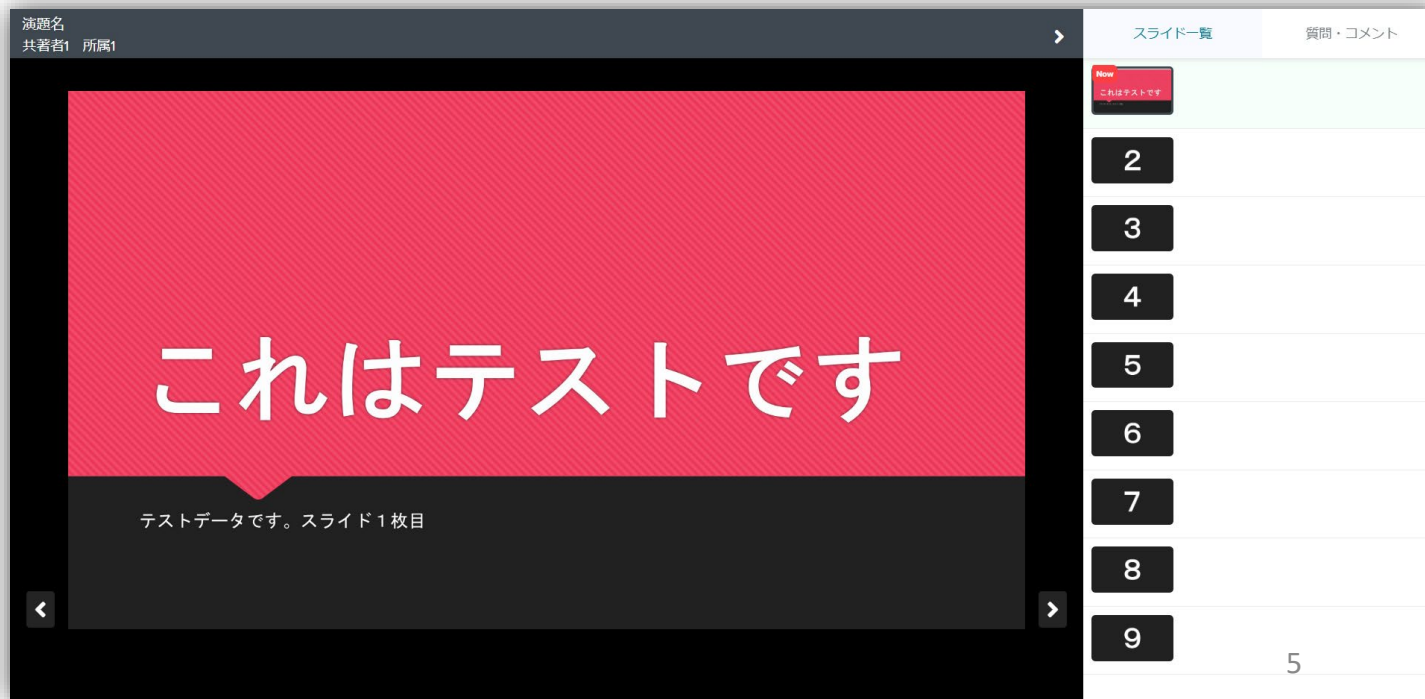 演題名
共著者1 所属1
スライド一覧
質問・コメント
Now
これはテストです
2
3
4
5
6
7
8
9
これはテストです
テストデータです。スライド１枚目
5